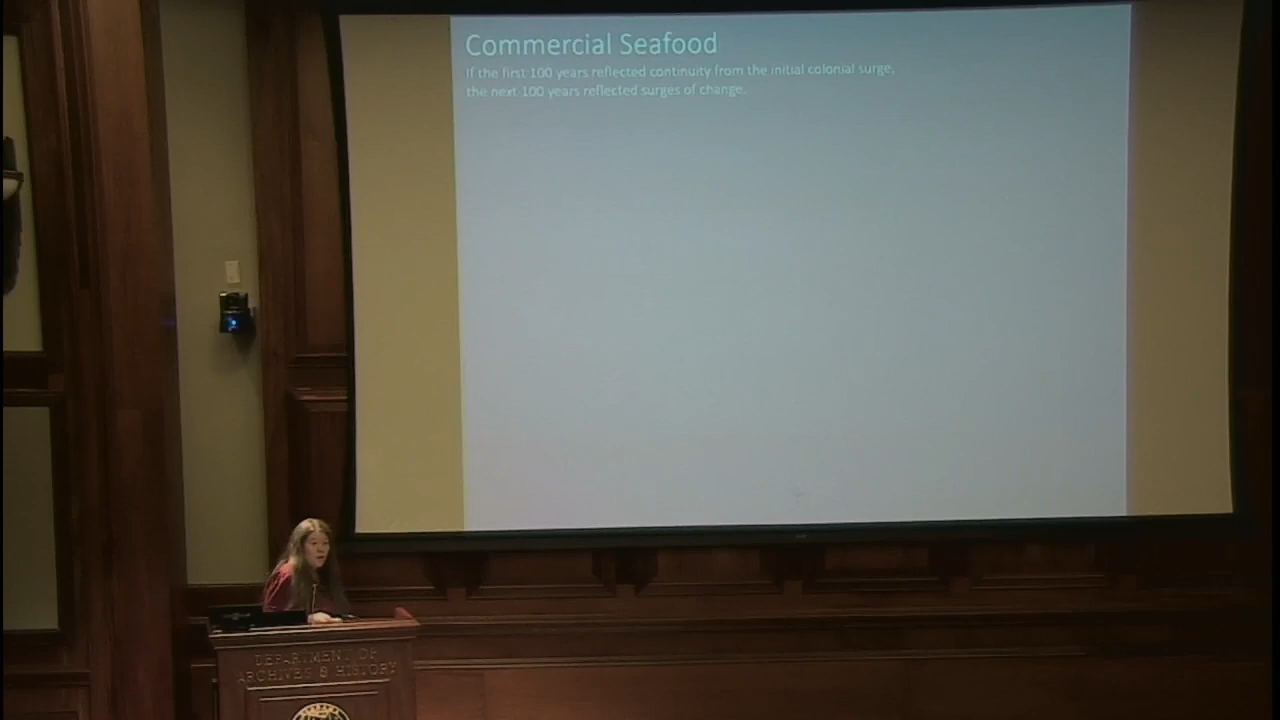 Commercial Seafood
If the first 100 years reflected continuity from the initial colonial surge,
the next 100 years reflected surges of change.
DEPARTMENT OF
ARCHIVES & HISTORY